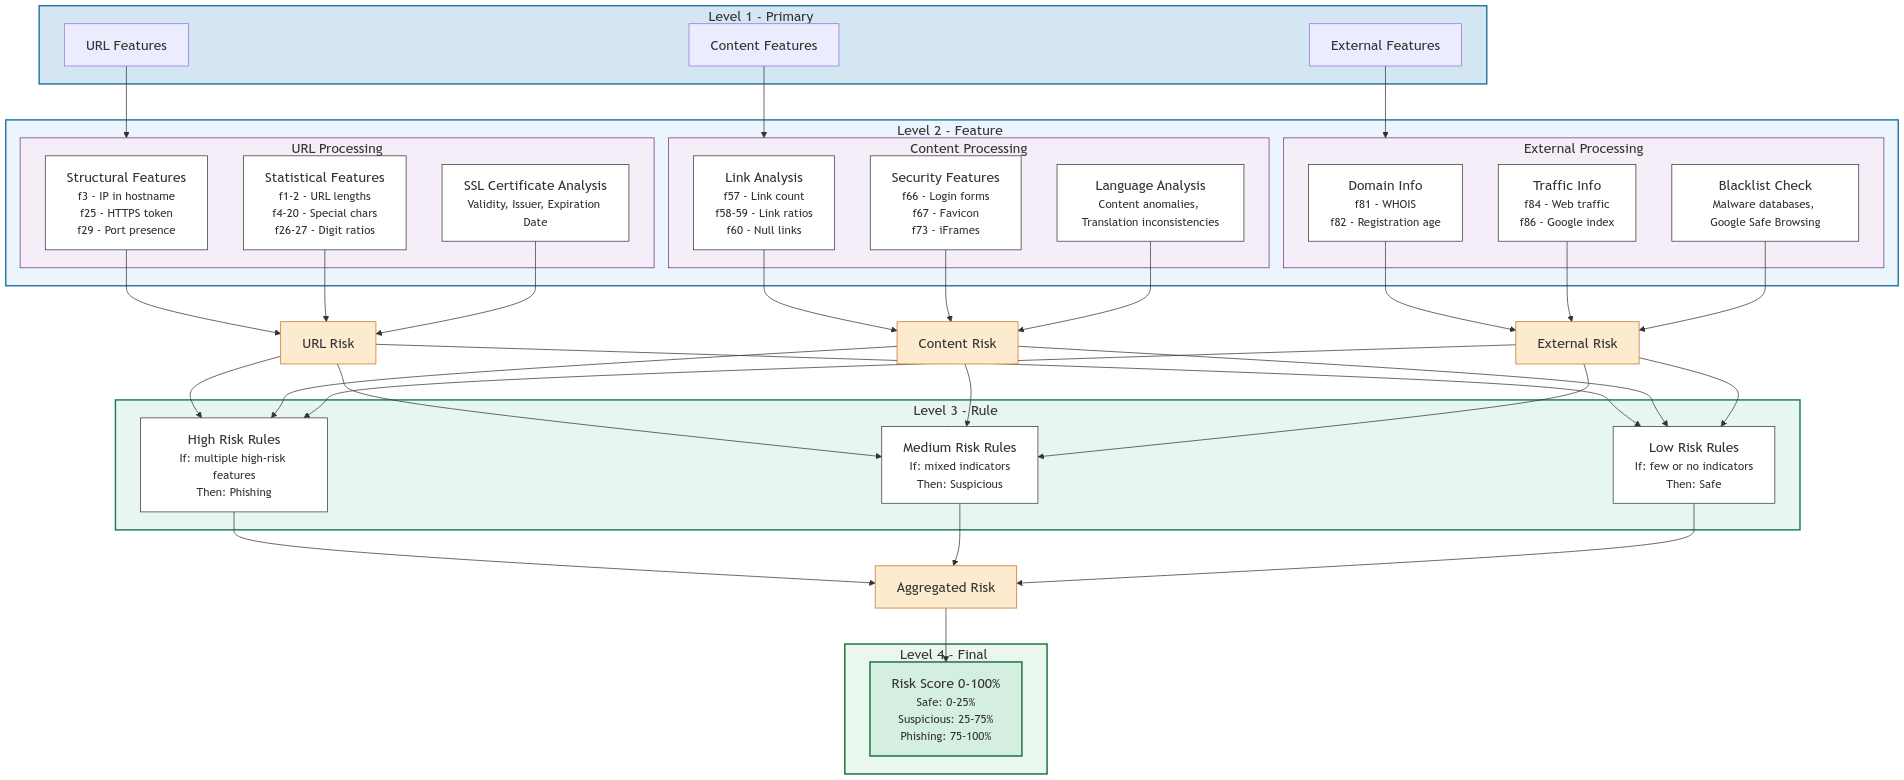 Level 1 - Primary
URL Features
Content Features
External Features
Level 2 - Feature
URL Processing
Structural Features
f3 - IP in hostname
f25 - HTTPS token
f29 - Port presence
Statistical Features
f1-2 - URL lengths
f4-20 - Special chars
f26-27 - Digit ratios
SSL Certificate Analysis
Validity, Issuer, Expiration
Date
Content Processing
Link Analysis
f57 - Link count
f58-59 - Link ratios
f60 - Null links
Security Features
f66 - Login forms
f67 - Favicon
f73 - iFrames
Language Analysis
Content anomalies,
Translation inconsistencies
External Processing
Domain Info
f81 - WHOIS
f82 - Registration age
Traffic Info
f84 - Web traffic
f86 - Google index
Blacklist Check
Malware databases,
Google Safe Browsing
URL Risk
Content Risk
External Risk
Level 3 - Rule
High Risk Rules
If: multiple high-risk
features
Then: Phishing
Medium Risk Rules
If: mixed indicators
Then: Suspicious
Low Risk Rules
If: few or no indicators
Then: Safe
Aggregated Risk
Level 4 - Final
Risk Score 0-100%
Safe: 0-25%
Suspicious: 25-75%
Phishing: 75-100%